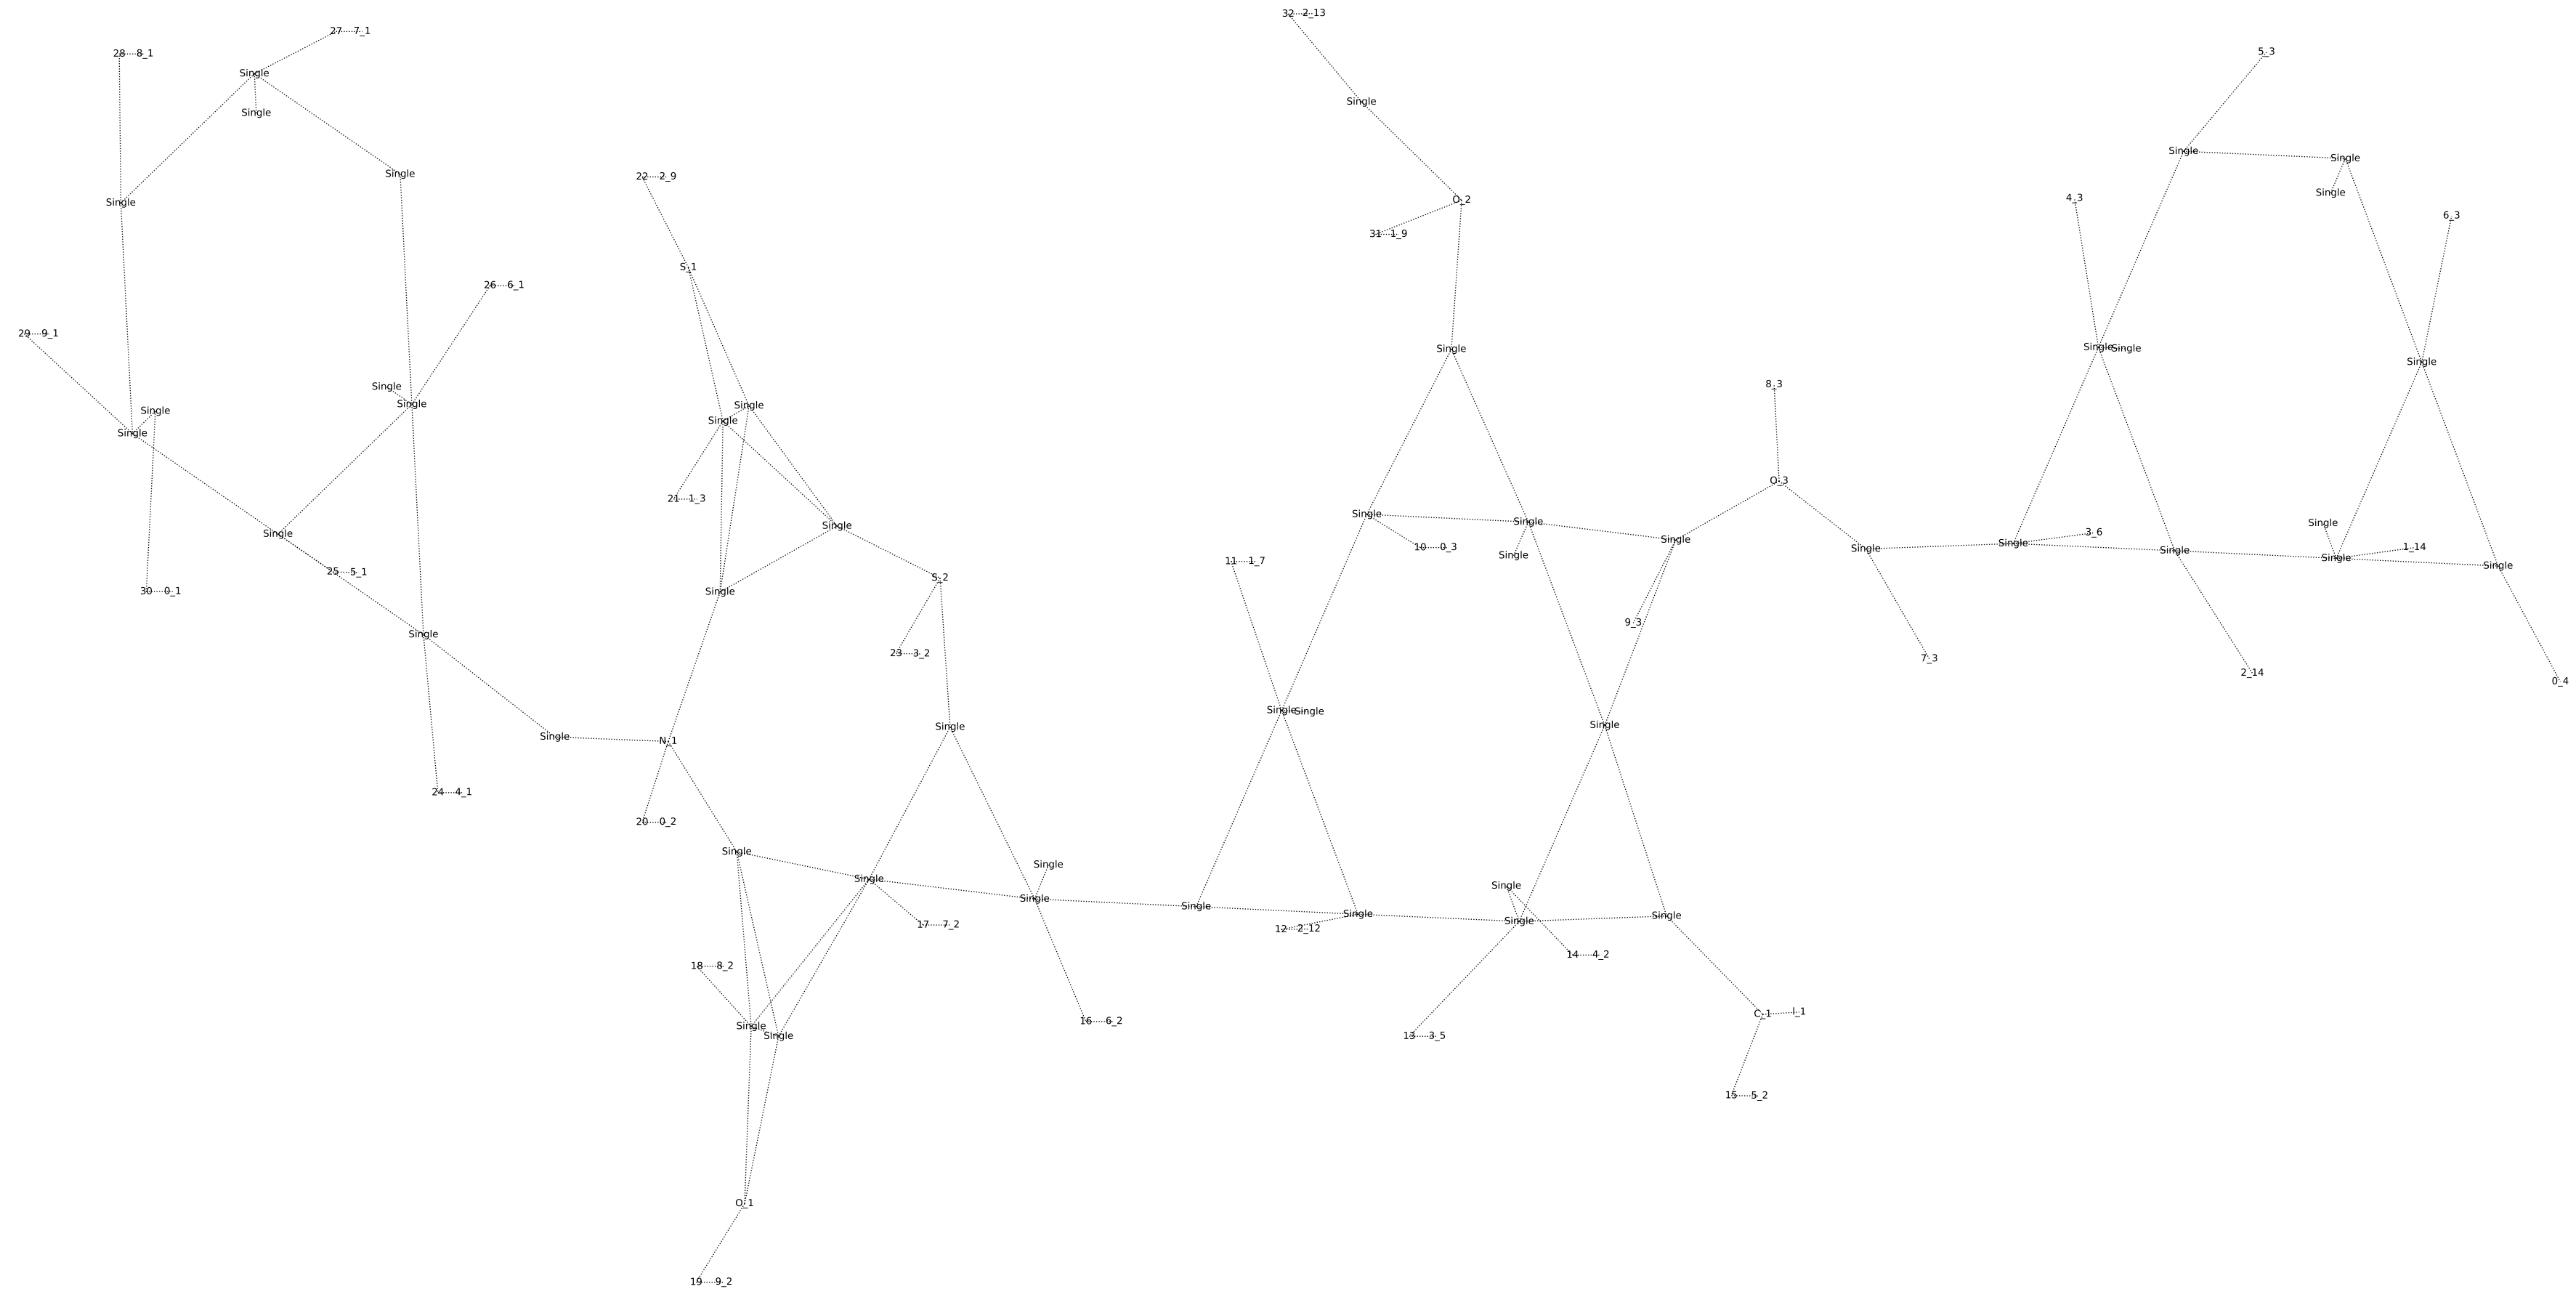 32 2_13
27 7_1
28 8_1
5_3
Single
Single
Single
Single
Single
Single
Single
22 2_9
Single
Single
4_3
O_2
Single
6_3
31 1_9
S_1
26 6_1
29 9_1
Single Single
Single
Single
8_3
Single
Single
Single
Single
Single
Single
Single
O_3
21 1_3
Single
Single
Single
Single
3_6
Single
Single
Single
Single
10 0_3
1_14
Single
Single
Single
Single
11 1_7
Single
25 5_1
S_2
30 0_1
Single
9_3
Single
23 3_2
7_3
2_14
0_4
Single Single
Single
Single
Single
N_1
24 4_1
20 0_2
Single
Single
Single
Single
Single
Single
Single
Single
Single
17 7_2
12 2_12
14 4_2
18 8_2
C_1 I_1
16 6_2
Single
Single
13 3_5
15 5_2
O_1
19 9_2